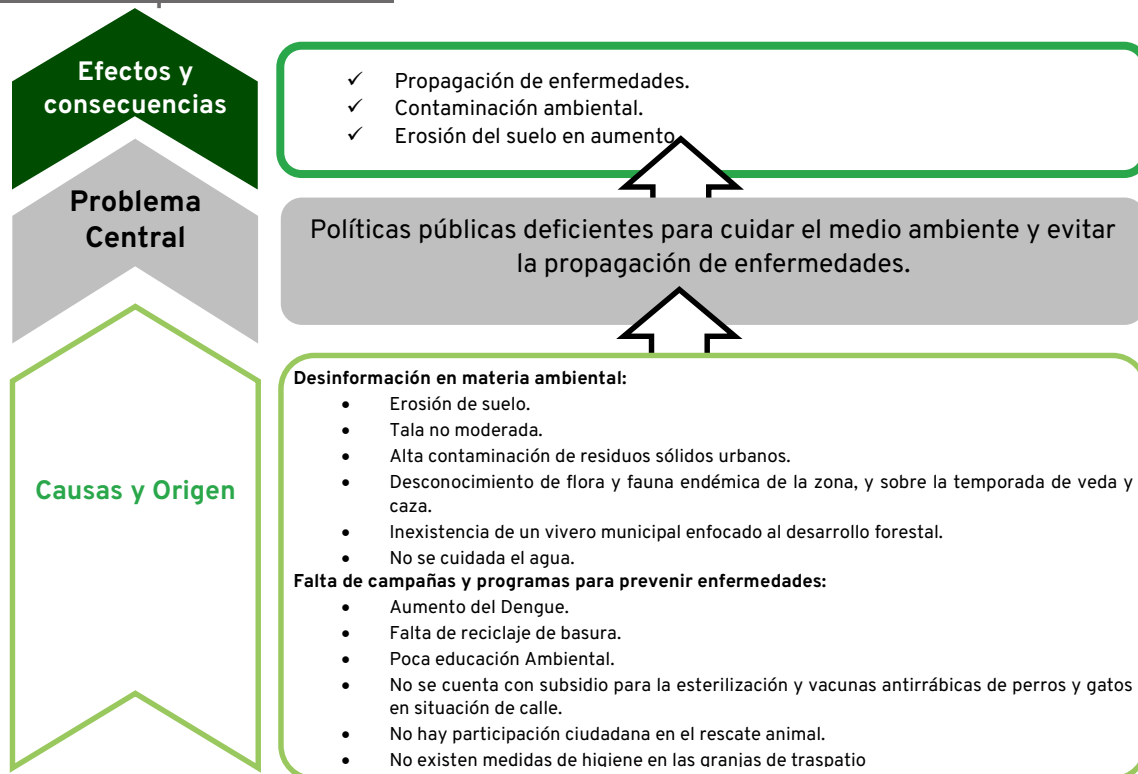 Efectos y
consecuencias
✓ Propagación de enfermedades.
✓ Contaminación ambiental.
✓ Erosión del suelo en aumento.
Problema
Central
Políticas públicas deficientes para cuidar el medio ambiente y evitar
la propagación de enfermedades.
Causas y Origen
Desinformación en materia ambiental:
• Erosión de suelo.
• Tala no moderada.
• Alta contaminación de residuos sólidos urbanos.
• Desconocimiento de flora y fauna endémica de la zona, y sobre la temporada de veda y
caza.
• Inexistencia de un vivero municipal enfocado al desarrollo forestal.
• No se cuidada el agua.
Falta de campañas y programas para prevenir enfermedades:
• Aumento del Dengue.
• Falta de reciclaje de basura.
• Poca educación Ambiental.
• No se cuenta con subsidio para la esterilización y vacunas antirrábicas de perros y gatos
en situación de calle.
• No hay participación ciudadana en el rescate animal.
• No existen medidas de higiene en las granjas de traspatio